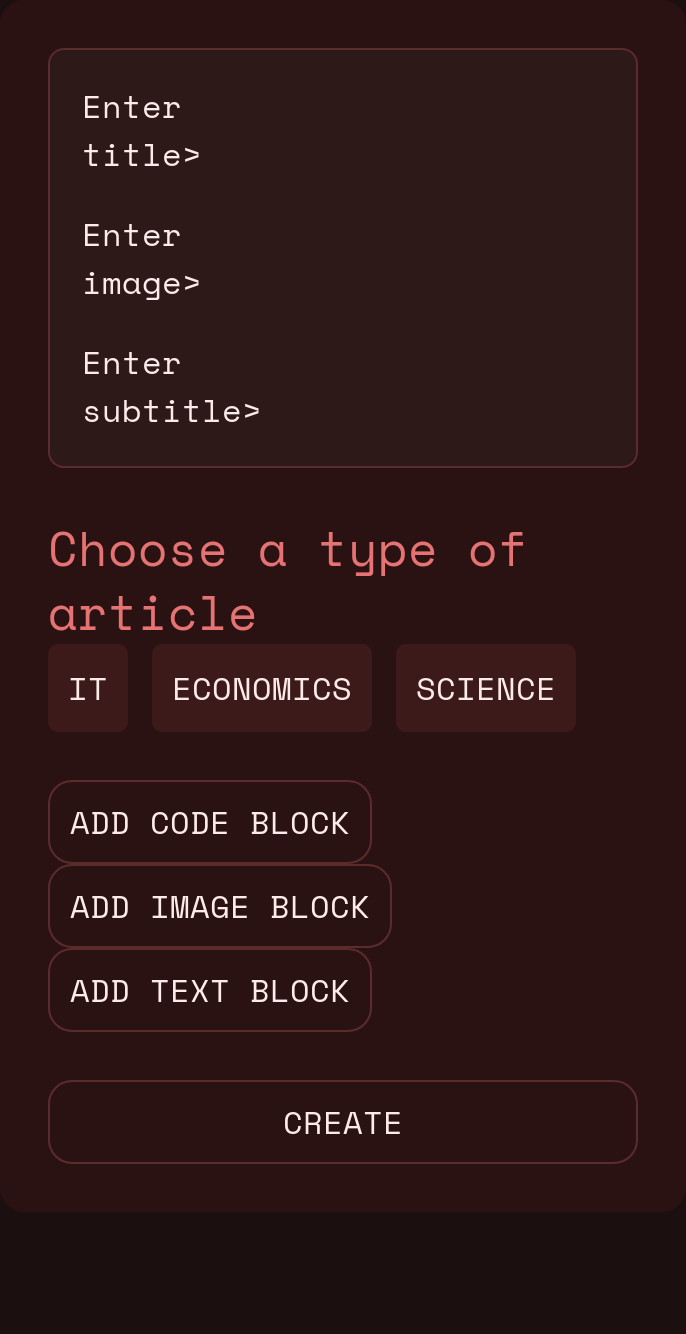 Enter
title>
Enter
image>
Enter
subtitle>
Choose a type of
article
IT ECONOMICS SCIENCE
ADD CODE BLOCK
ADD IMAGE BLOCK
ADD TEXT BLOCK
CREATE